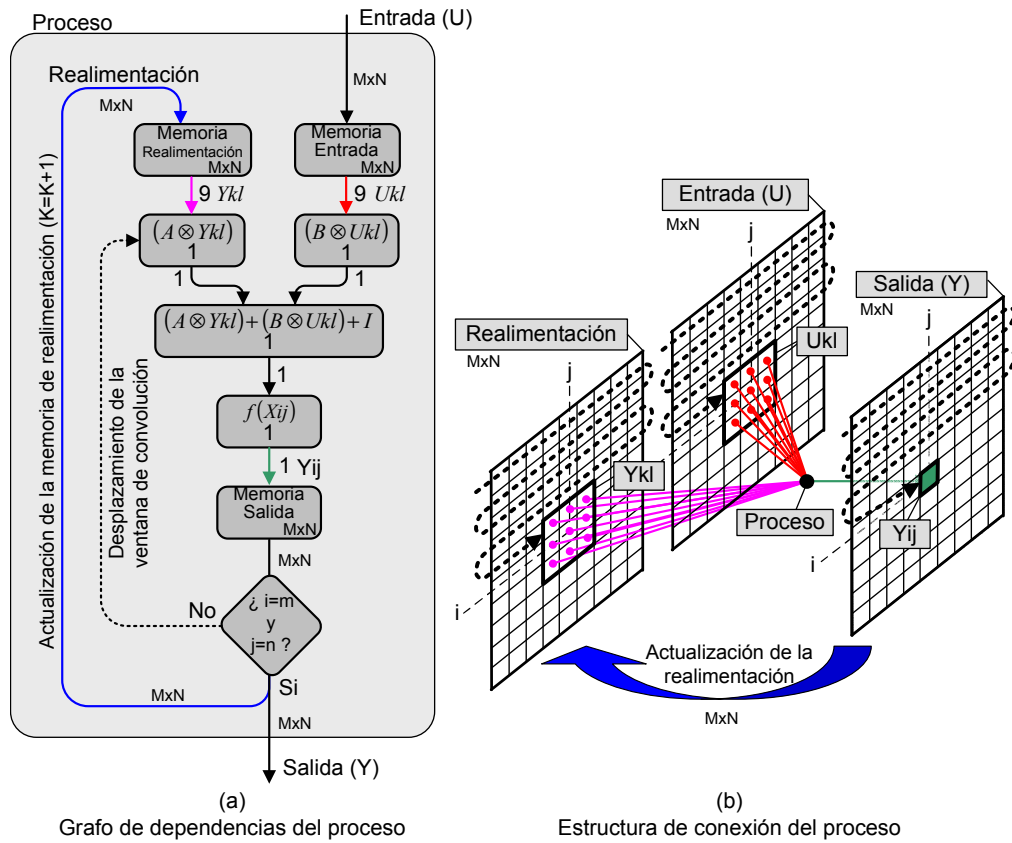 Proceso
Entrada (U)
MxN
Realimentación
MxN
Memoria
Realimentación
MxN
Memoria
Entrada
MxN
9 Ykl
9 Ukl
(A ⊗ Ykl)
1
(B ⊗ Ukl)
1
1
1
(A ⊗ Ykl)+(B ⊗ Ukl)+ I
1
1
f(Xij)
1
1 Yij
Memoria
Salida
MxN
MxN
¿ i=m
y
j=n ?
No
Si
MxN
MxN
Salida (Y)
Actualización de la memoria de realimentación (K=K+1)
Desplazamiento de la
ventana de convolución
(a)
Grafo de dependencias del proceso
Entrada (U)
MxN
j
Ukl
Salida (Y)
MxN
j
Realimentación
MxN
j
Ykl
Proceso
Yij
i
i
Actualización de la
realimentación
MxN
(b)
Estructura de conexión del proceso